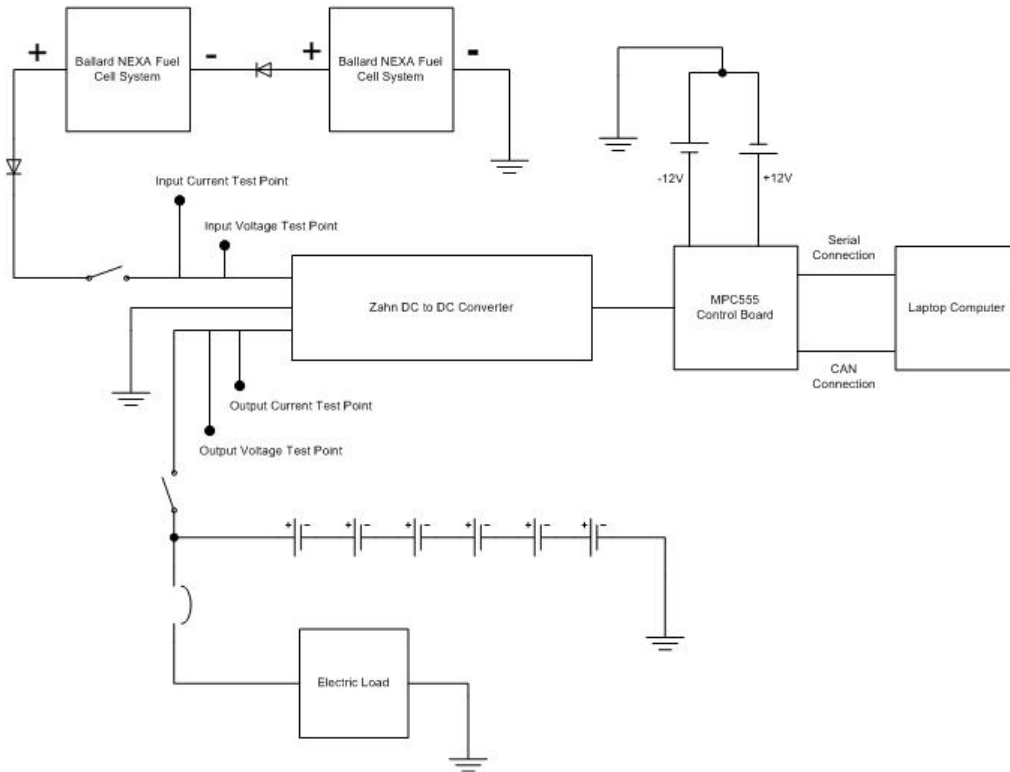 +
Ballard NEXA Fuel
Cell System
-
+
Ballard NEXA Fuel
Cell System
-
-12V
+12V
Input Current Test Point
Input Voltage Test Point
Zahn DC to DC Converter
MPC555
Control Board
Serial
Connection
Laptop Computer
CAN
Connection
Output Current Test Point
Output Voltage Test Point
+ - + - + - + - + - + -
Electric Load